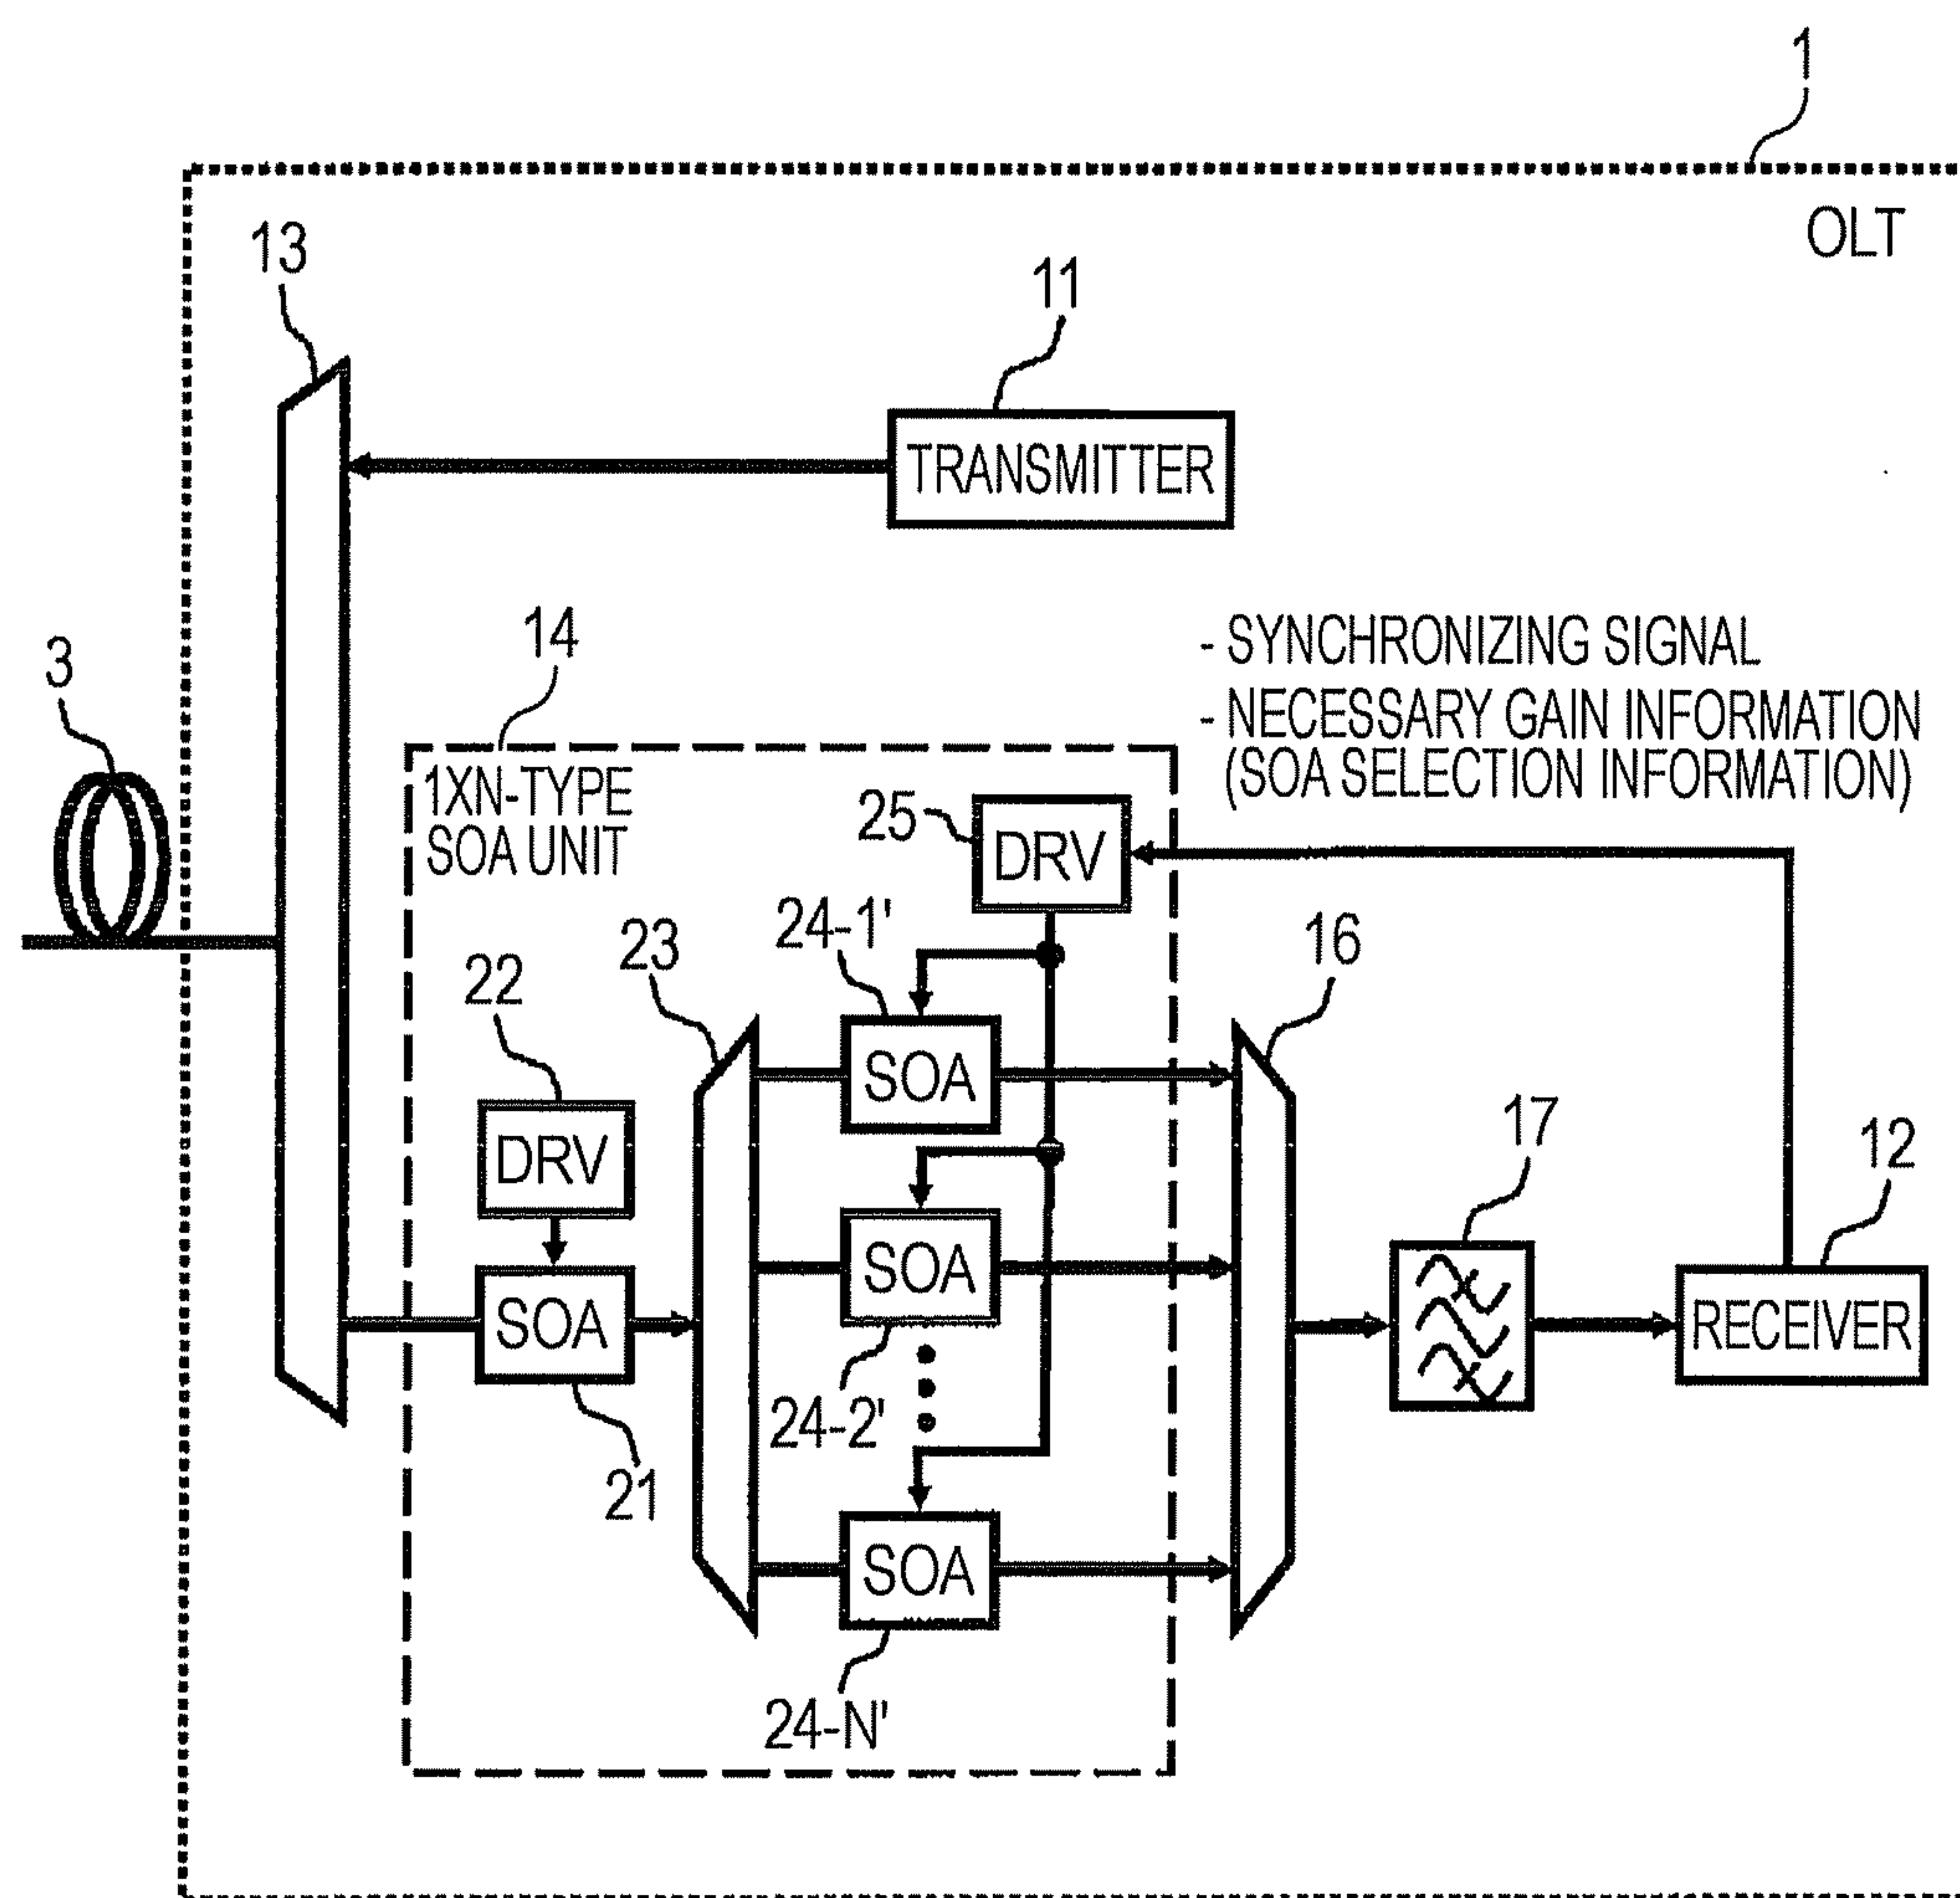 1
OLT
13
11
TRANSMITTER
3
14
- SYNCHRONIZING SIGNAL
- NECESSARY GAIN INFORMATION
(SOA SELECTION INFORMATION)
1XN-TYPE
SOA UNIT
25
DRV
24-1'
23
16
22
SOA
DRV
17
12
SOA
SOA
RECEIVER
24-2'
21
SOA
24-N'